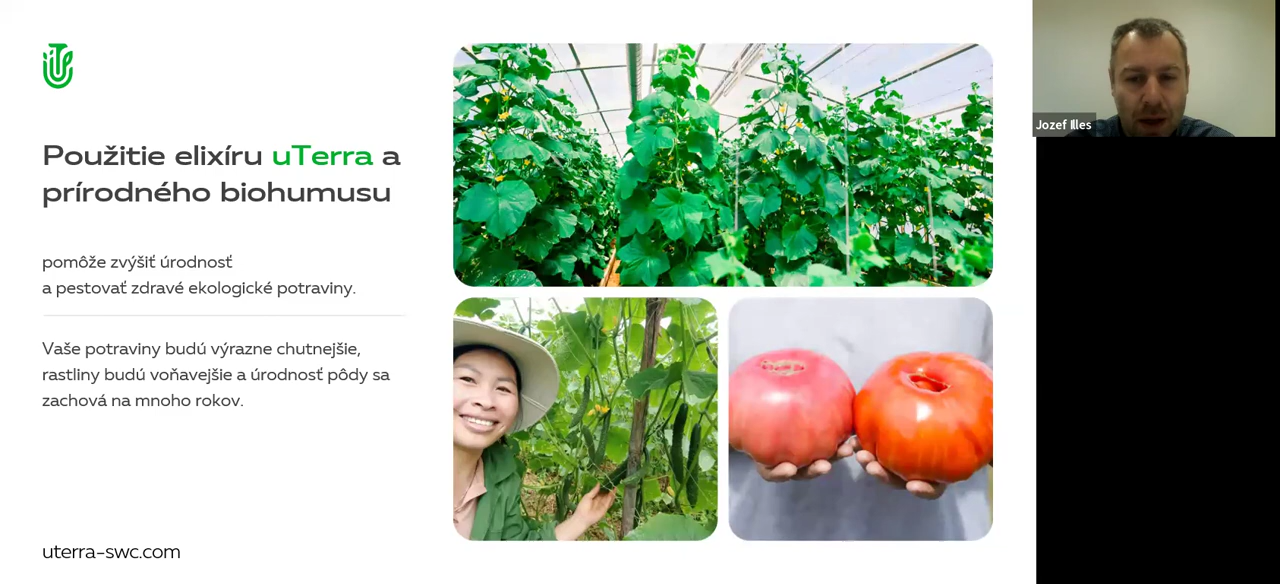 Použitie elixíru uTerra a
prírodného biohumusu
pomôže zvýšiť úrodnosť
a pestovať zdravé ekologické potraviny.
Vaše potraviny budú výrazne chutnejšie,
rastliny budú voňavejšie a úrodnosť pôdy sa
zachová na mnoho rokov.
uterra-swc.com
Jozef Illes